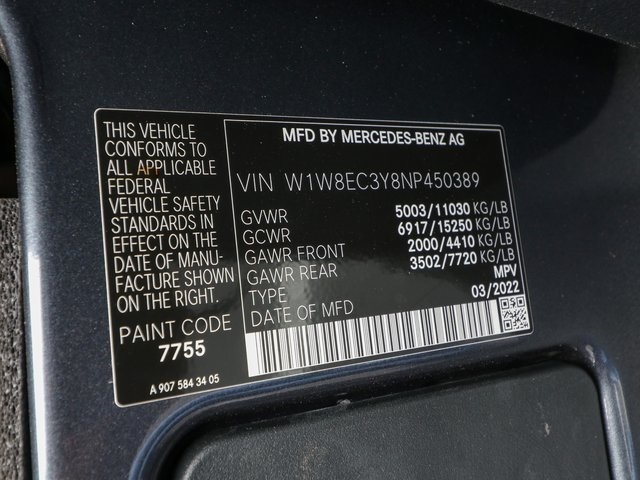 THIS VEHICLE
CONFORMS TO
ALL APPLICABLE
FEDERAL
VEHICLE SAFETY
STANDARDS IN
EFFECT ON THE
DATE OF MANU-
FACTURE SHOWN
ON THE RIGHT.
PAINT CODE
7755
A 907 584 34 05
MFD BY MERCEDES-BENZ AG
VIN W1W8EC3Y8NP450389
GVWR 5003/11030 KG/LB
GCWR 6917/15250 KG/LB
GAWR FRONT 2000/4410 KG/LB
GAWR REAR 3502/7720 KG/LB
TYPE MPV
DATE OF MFD 03/2022